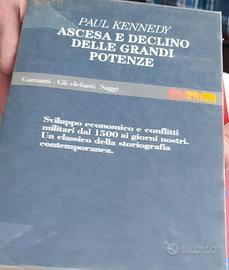 PAUL KENNEDY
ASCESA E DECLINO
DELLE GRANDI
POTENZE
Garzanti - Gli elefanti Saggi
Sviluppo economico e conflitti
militari dal 1500 ai giorni nostri.
Un classico della storiografia
contemporanea.
subito